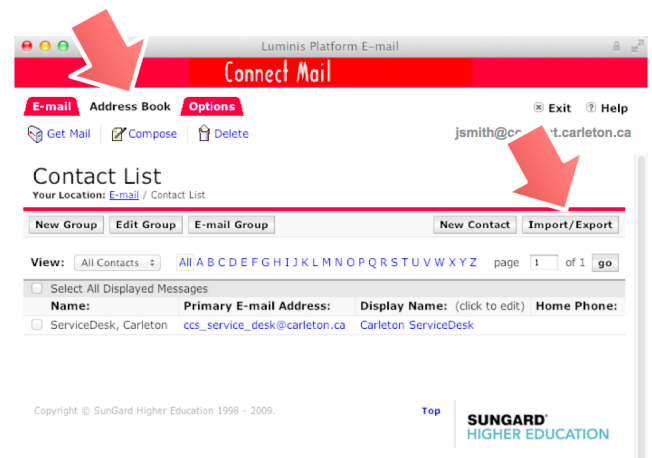 Luminis Platform E-mail
Connect Mail
E-mail Address Book Options
Exit Help
Get Mail Compose Delete
carleton.ca
Contact List
Your Location: E-mail / Contact List
New Group Edit Group E-mail Group New Contact Import/Export
View: All Contacts All A B C D E F G H I J K L M N O P Q R S T U V W X Y Z page 1 of 1 go
Select All Displayed Messages
Name: Primary E-mail Address: Display Name: (click to edit) Home Phone:
ServiceDesk, Carleton ccs_service_desk@carleton.ca Carleton ServiceDesk
Copyright © SunGard Higher Education 1998 - 2009. Top
SUNGARD
HIGHER EDUCATION